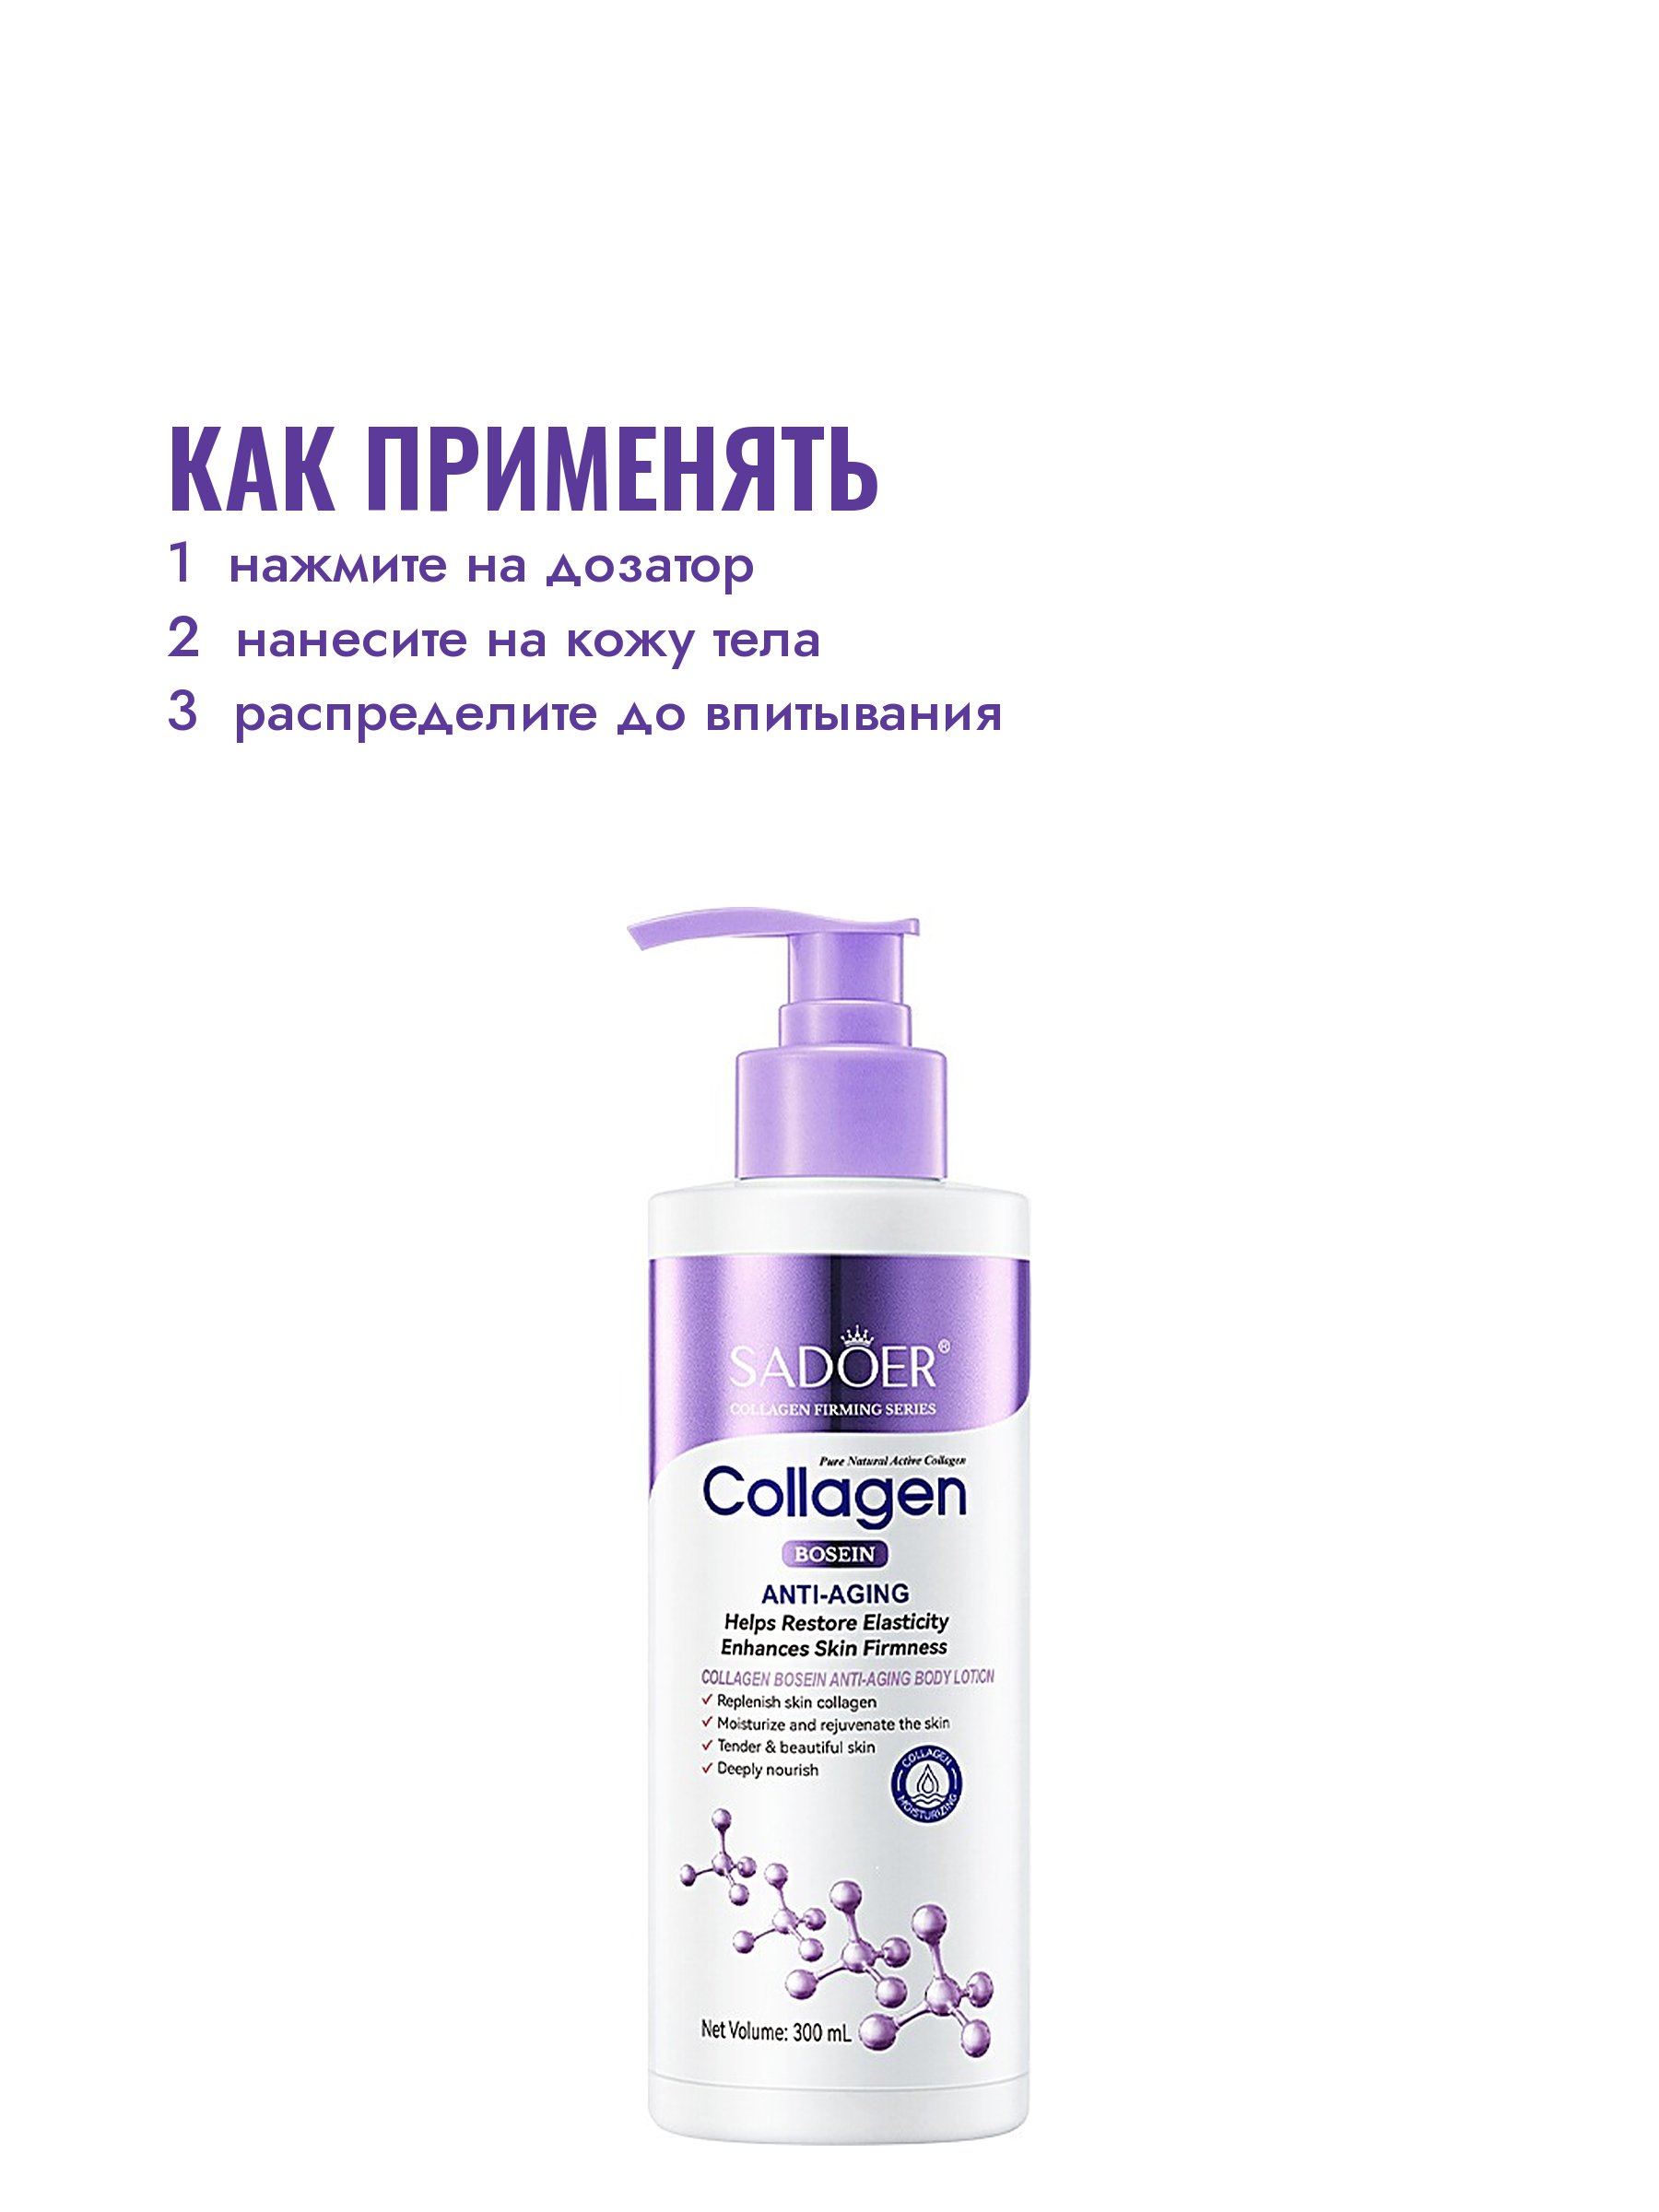 КАК ПРИМЕНЯТЬ
1 нажмите на дозатор
2 нанесите на кожу тела
3 распределите до впитывания
SADOER®
COLLAGEN FIRMING SERIES
Pure Natural Active Collagen
Collagen
BOSEIN
ANTI-AGING
Helps Restore Elasticity
Enhances Skin Firmness
COLLAGEN BOSEIN ANTI-AGING BODY LOTION
✓ Replenish skin collagen
✓ Moisturize and rejuvenate the skin
✓ Tender & beautiful skin
✓ Deeply nourish
COLLAGEN
MOISTURIZING
Net Volume: 300 mL